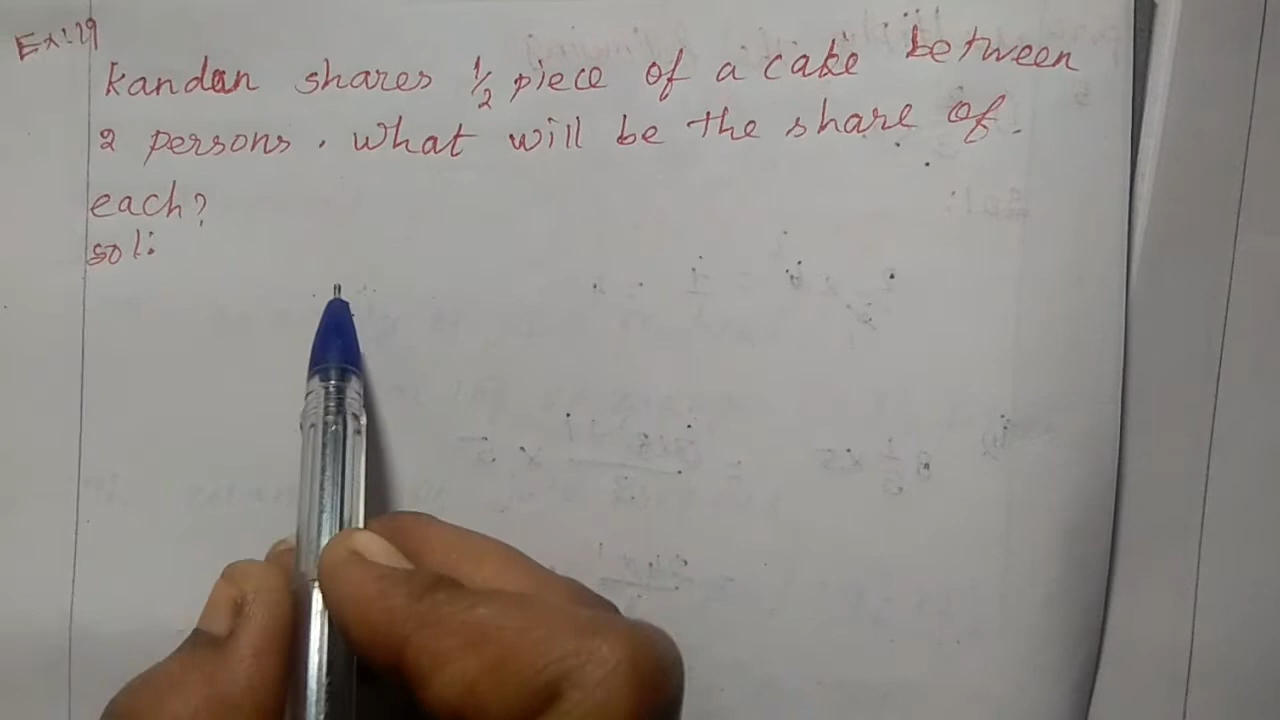 Ex:29
Kandan shares 1/2 piece of a cake between
2 persons. What will be the share of
each?
sol: